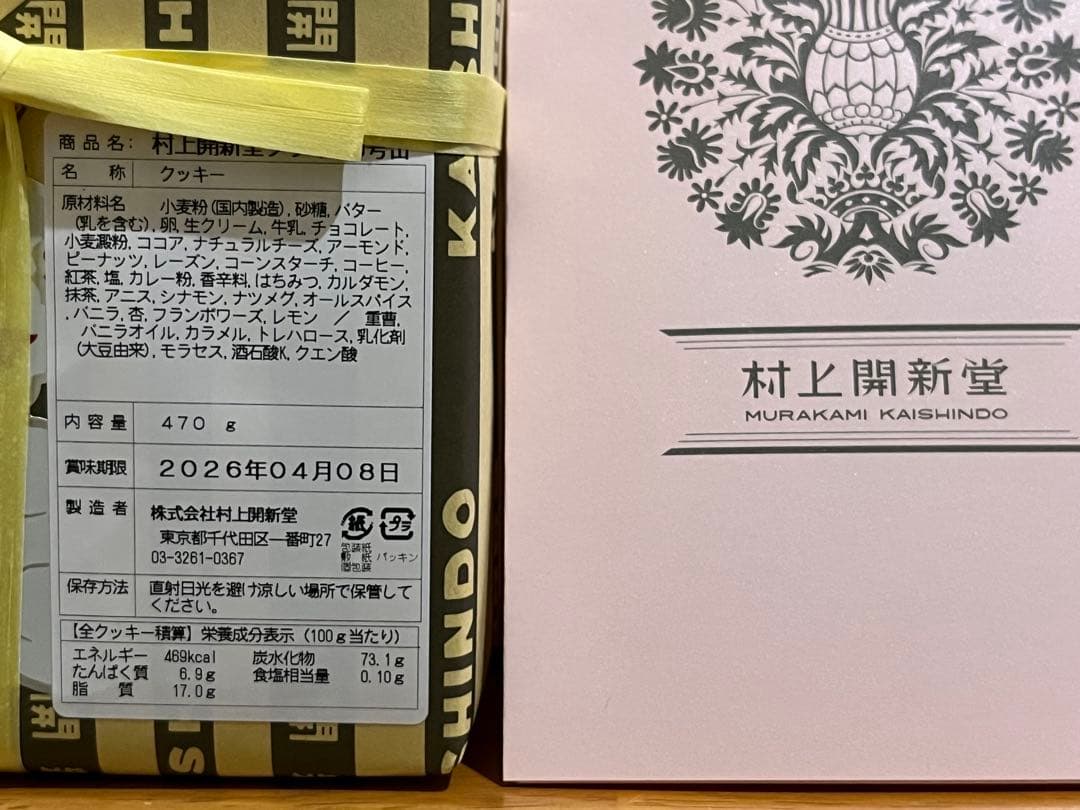 商品名:村上開新堂
名称 クッキー
原材料名 小麦粉(国内製造),砂糖,バター
(乳を含む),卵,生クリーム,牛乳,チョコレート,
小麦澱粉,ココア,ナチュラルチーズ,アーモンド,
ピーナッツ,レーズン,コーンスターチ,コーヒー,
紅茶,塩,カレー粉,香辛料,はちみつ,カルダモン,
抹茶,アニス,シナモン,ナツメグ,オールスパイス
,バニラ,杏,フランボワーズ,レモン / 重曹,
バニラオイル,カラメル,トレハロース,乳化剤
(大豆由来),モラセス,酒石酸K,クエン酸
内容量 470 g
賞味期限 2026年04月08日
製造者 株式会社村上開新堂
東京都千代田区一番町27
03-3261-0367
紙 プラ
包装紙
敷紙 パッキン
個包装
保存方法 直射日光を避け涼しい場所で保管して
ください。
【全クッキー積算】栄養成分表示(100g当たり)
エネルギー 469kcal 炭水化物 73.1g
たんぱく質 6.9g 食塩相当量 0.10g
脂質 17.0g
開
開
KASH
SHINDO
開
開
村上開新堂
MURAKAMI KAISHINDO